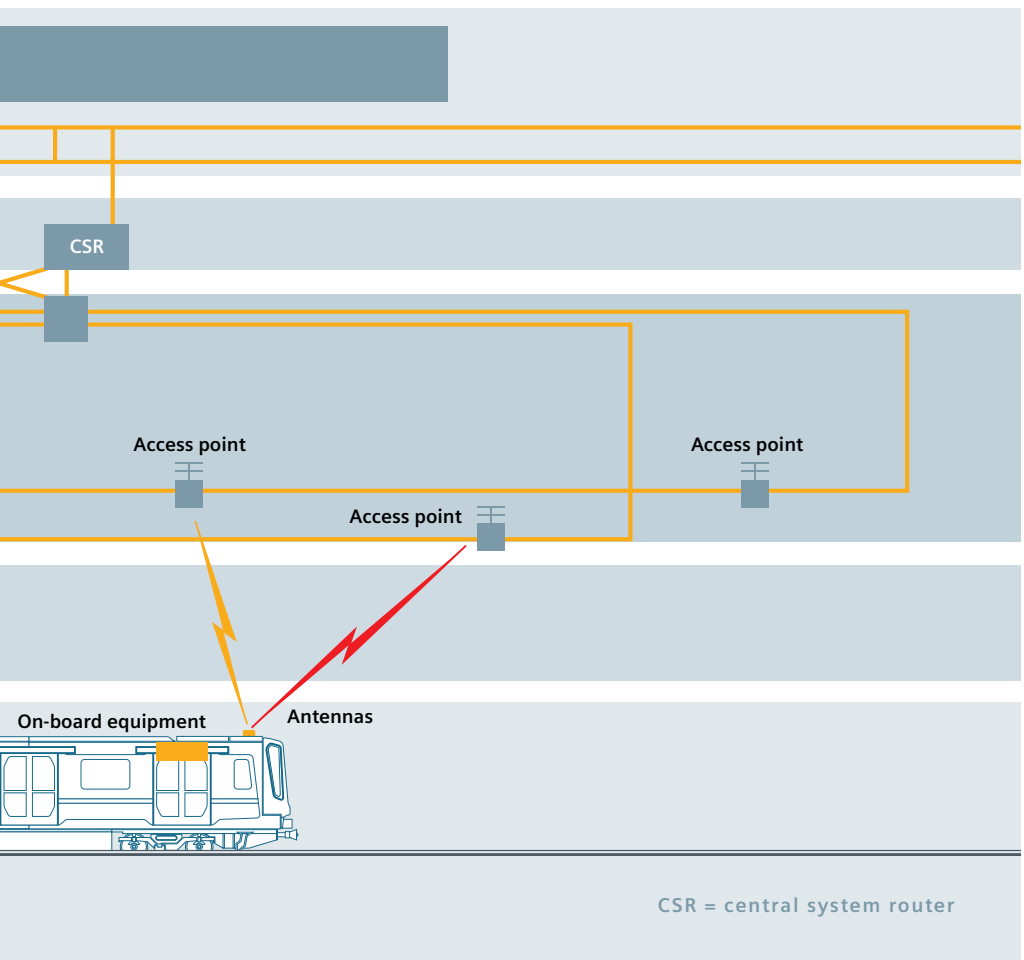 CSR
Access point
Access point
Access point
On-board equipment
Antennas
CSR = central system router